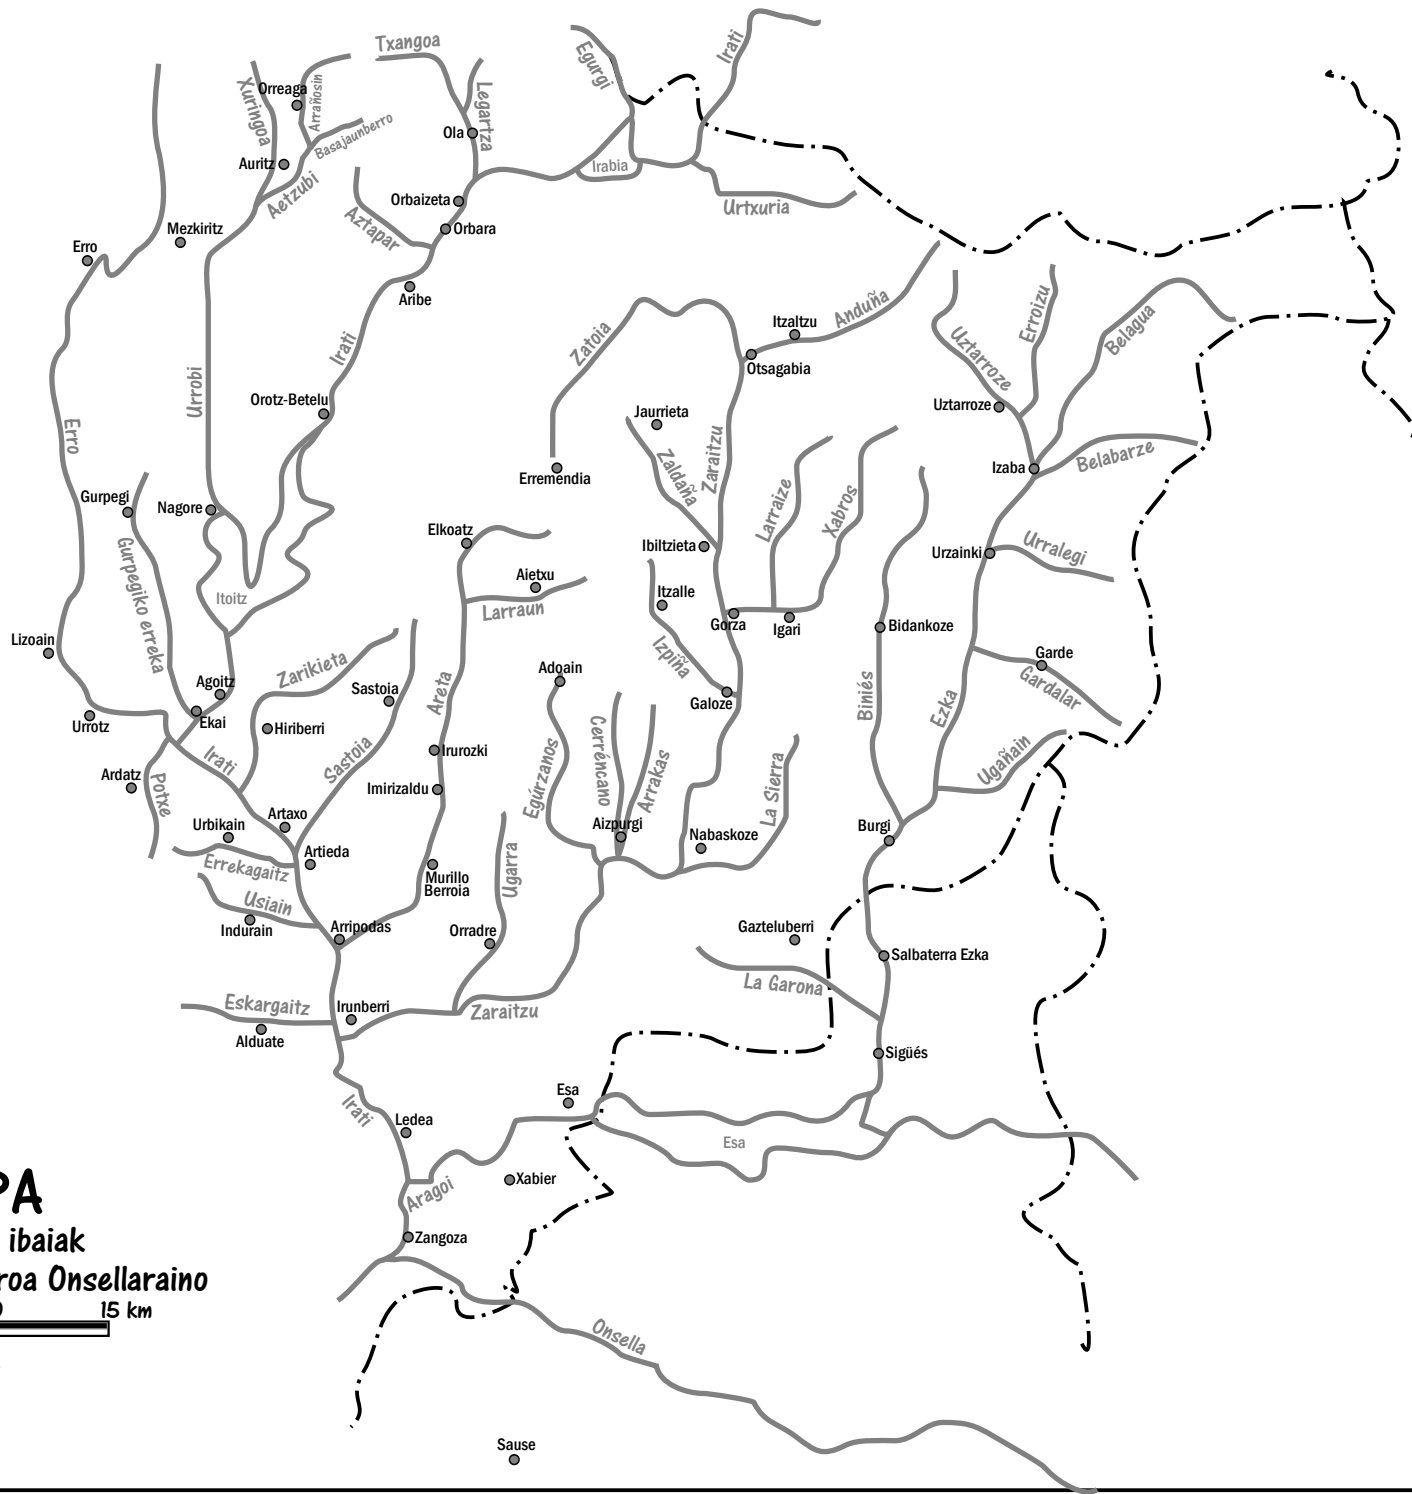 Txangoa
Egurgi
Irati
Xuringoa
Orreaga
Arrañosin
Legartza
Basajaunberro
Ola
Auritz
Aetzubi
Irabia
Orbaizeta
Urtxuria
Aztapar
Orbara
Mezkiritz
Erro
Aribe
Anduña
Itzaltzu
Erroizu
Belagua
Zatoia
Irati
Otsagabia
Uztarroze
Urrobi
Orotz-Betelu
Uztarroze
Jaurrieta
Erro
Zaraitzu
Belabarze
Izaba
Zaldaña
Erremendia
Gurpegi
Nagore
Larraize
Xabros
Elkoatz
Ibiltzieta
Urzainki
Urralegi
Aietxu
Itzalle
Itoitz
Larraun
Gurpegiko erreka
Gorza
Igari
Bidankoze
Lizoain
Izpiña
Garde
Zarikieta
Adoain
Gardalar
Agoitz
Sastoia
Areta
Galoze
Biniés
Ezka
Urrotz
Ekai
Hiriberri
Irurozki
Cerréncano
Arrakas
Ugañain
Irati
Sastoia
Ardatz
Potxe
Imirizaldu
Egúrzanos
La Sierra
Urbikain
Artaxo
Aizpurgi
Nabaskoze
Burgi
Artieda
Errekagaitz
Ugarra
Murillo
Berroia
Usiain
Indurain
Arripodas
Orradre
Gazteluberri
Salbaterra Ezka
La Garona
Eskargaitz
Irunberri
Zaraitzu
Alduate
Sigüés
Esa
Irati
Ledea
Esa
Xabier
Aragoi
PA
ibaiak
Zangoza
roa Onsellaraino
15 km
Onsella
Sause